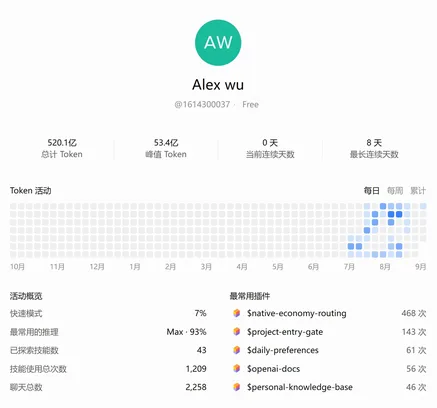 AW
Alex wu
@1614300037 · Free
520.1亿 53.4亿 0 天 8 天
总计 Token 峰值 Token 当前连续天数 最长连续天数
Token 活动 每日 每周 累计
10月 11月 12月 1月 2月 3月 4月 5月 6月 7月 8月 9月
活动概览 最常用插件
快速模式 7% $native-economy-routing 468 次
最常用的推理 Max · 93% $project-entry-gate 143 次
已探索技能数 43 $daily-preferences 61 次
技能使用总次数 1,209 $openai-docs 56 次
聊天总数 2,258 $personal-knowledge-base 46 次